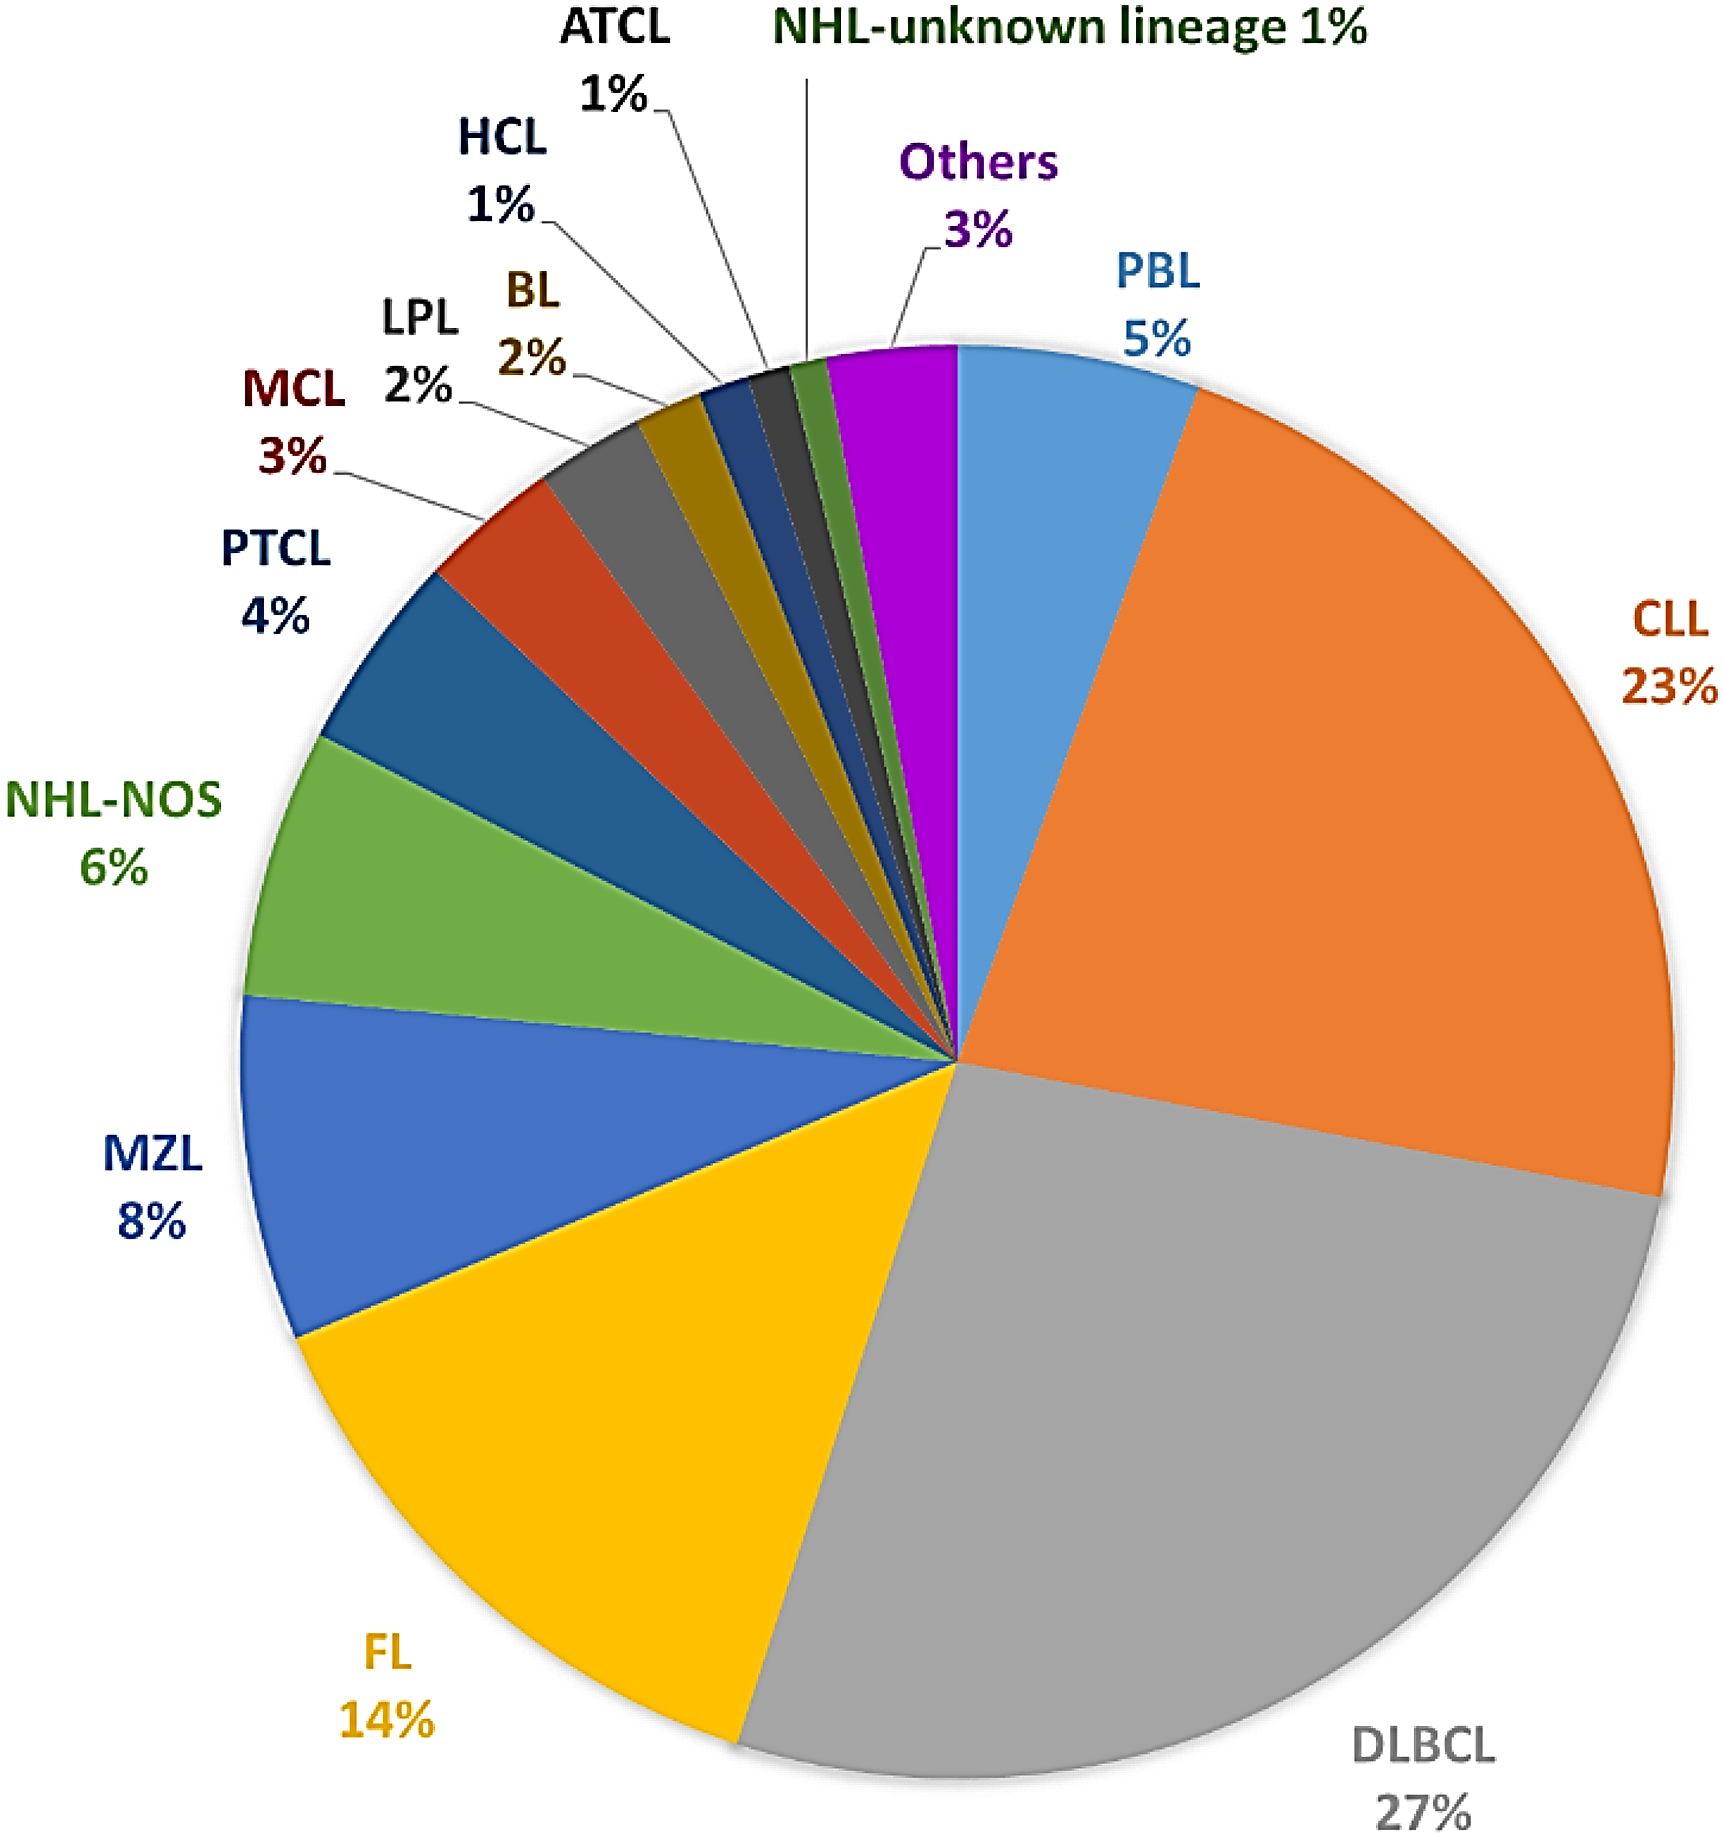 ATCL
1%
NHL-unknown lineage 1%
HCL
1%
Others
3%
PBL
5%
BL
2%
LPL
2%
MCL
3%
PTCL
4%
CLL
23%
NHL-NOS
6%
MZL
8%
FL
14%
DLBCL
27%